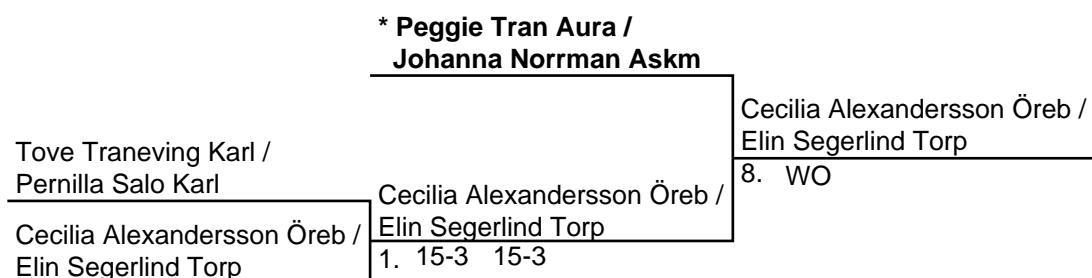 * Peggie Tran Aura /
Johanna Norrman Askm
Cecilia Alexandersson Öreb /
Elin Segerlind Torp
8. WO
Tove Traneving Karl /
Pernilla Salo Karl
Cecilia Alexandersson Öreb /
Elin Segerlind Torp
1. 15-3 15-3
Cecilia Alexandersson Öreb /
Elin Segerlind Torp